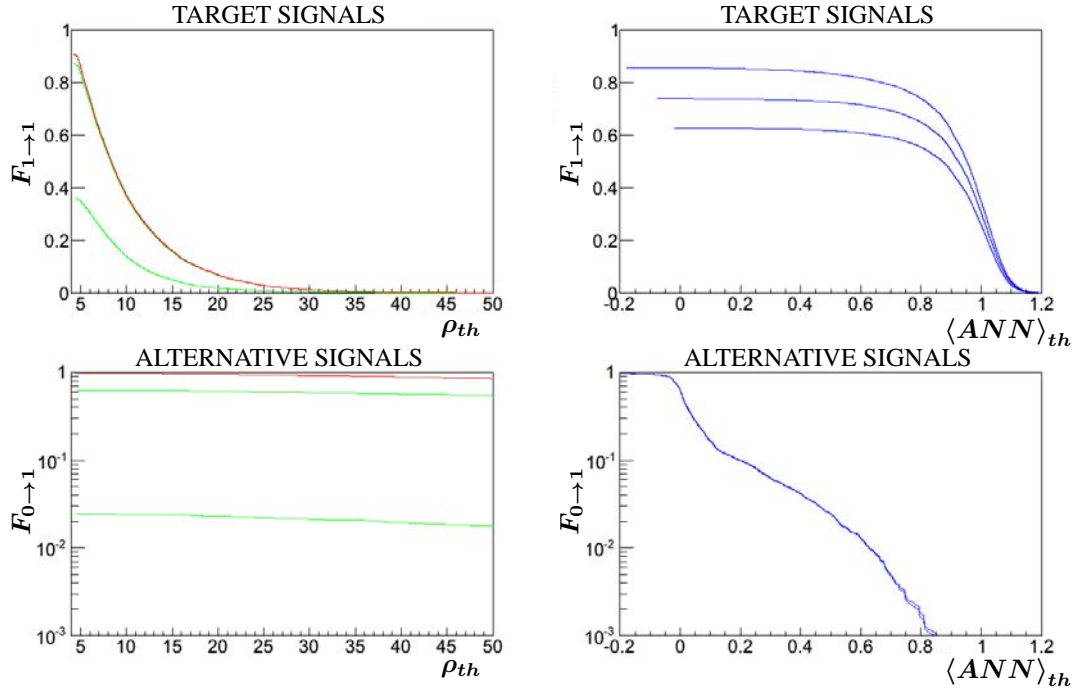 TARGET SIGNALS
1
0.8
0.6
0.4
0.2
0
F1→1
5 10 15 20 25 30 35 40 45 50
ρth
TARGET SIGNALS
1
0.8
0.6
0.4
0.2
0
F1→1
-0.2 0 0.2 0.4 0.6 0.8 1 1.2
⟨ANN⟩th
ALTERNATIVE SIGNALS
1
10-1
10-2
10-3
F0→1
5 10 15 20 25 30 35 40 45 50
ρth
ALTERNATIVE SIGNALS
1
10-1
10-2
10-3
F0→1
-0.2 0 0.2 0.4 0.6 0.8 1 1.2
⟨ANN⟩th